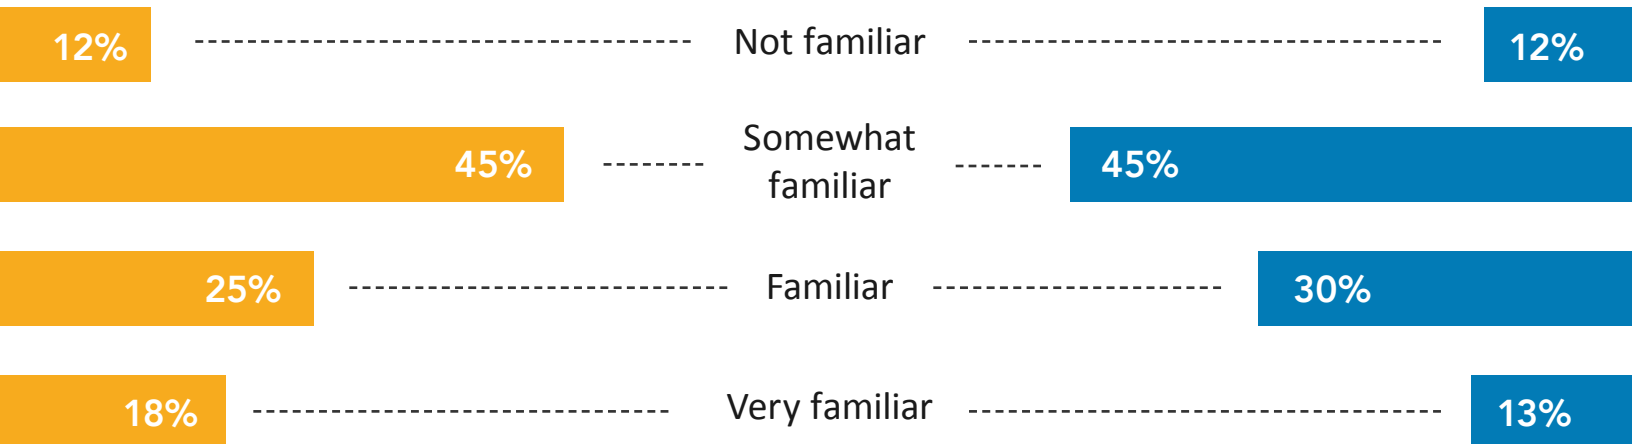 12% Not familiar 12%
45% Somewhat familiar 45%
25% Familiar 30%
18% Very familiar 13%